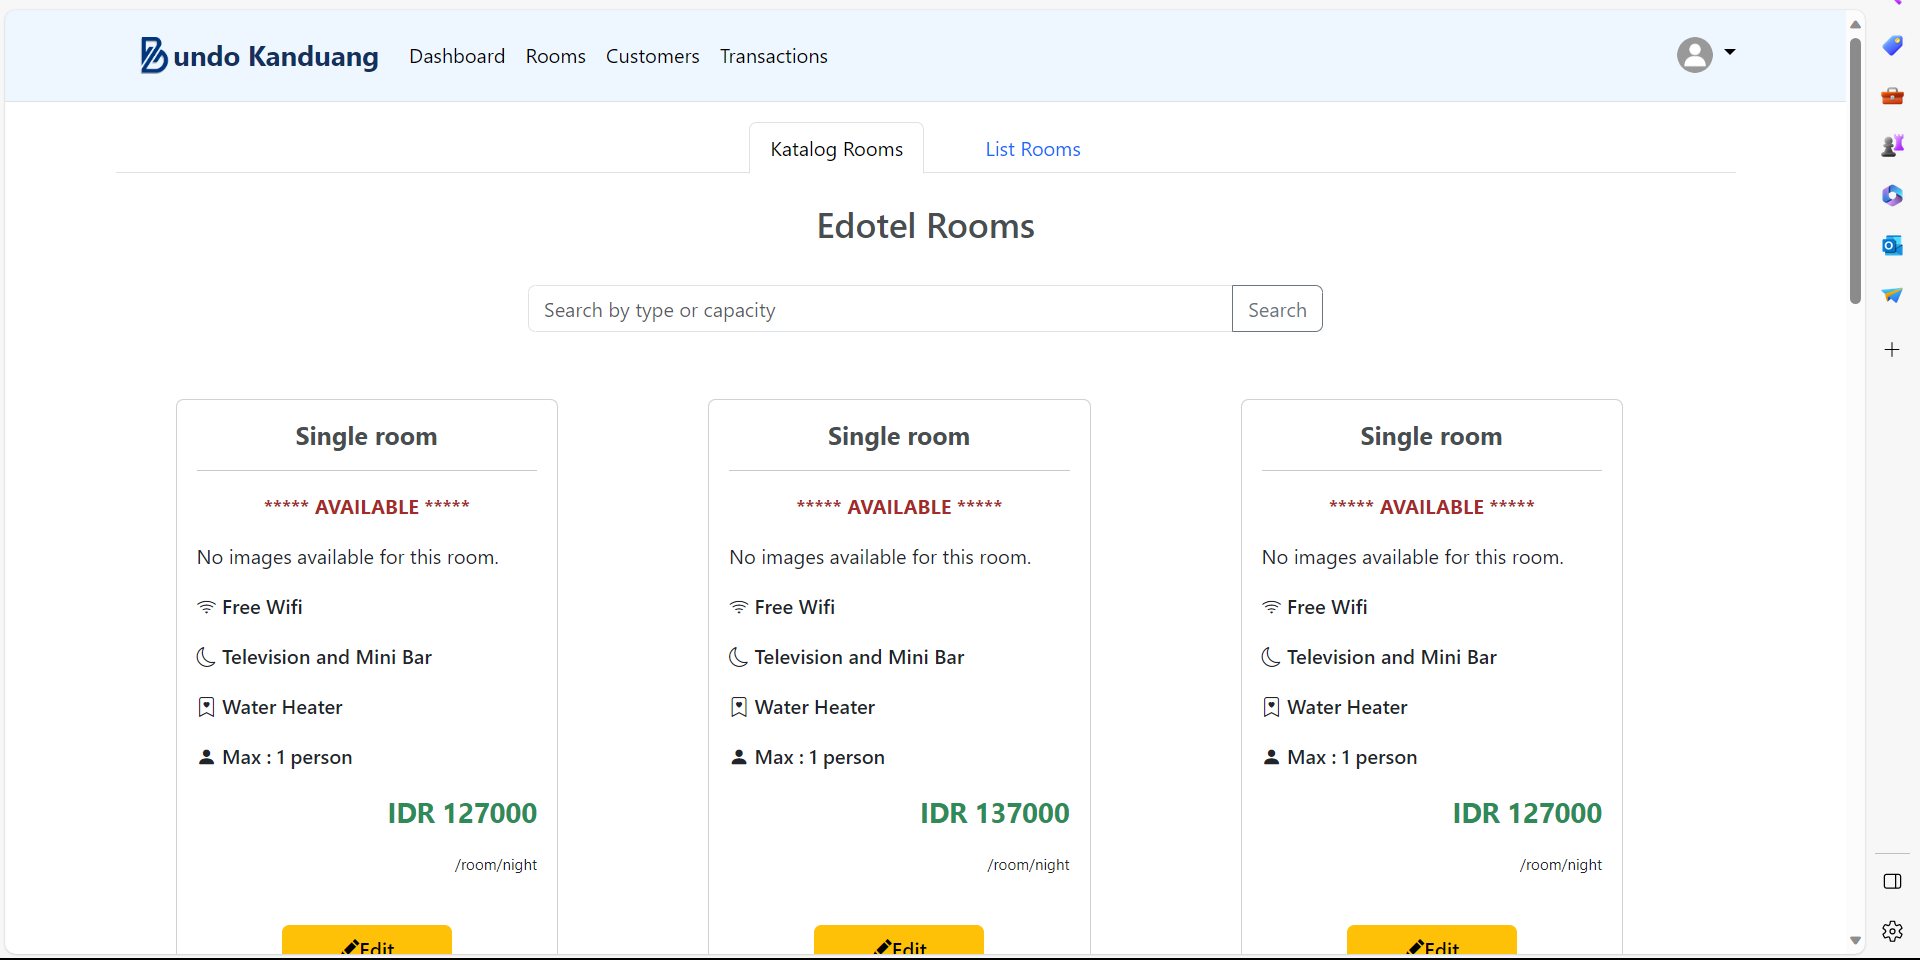 Bundo Kanduang Dashboard Rooms Customers Transactions
Katalog Rooms List Rooms
Edotel Rooms
Search by type or capacity Search
Single room Single room Single room
***** AVAILABLE ***** ***** AVAILABLE ***** ***** AVAILABLE *****
No images available for this room. No images available for this room. No images available for this room.
Free Wifi Free Wifi Free Wifi
Television and Mini Bar Television and Mini Bar Television and Mini Bar
Water Heater Water Heater Water Heater
Max : 1 person Max : 1 person Max : 1 person
IDR 127000 IDR 137000 IDR 127000
/room/night /room/night /room/night
Edit Edit Edit